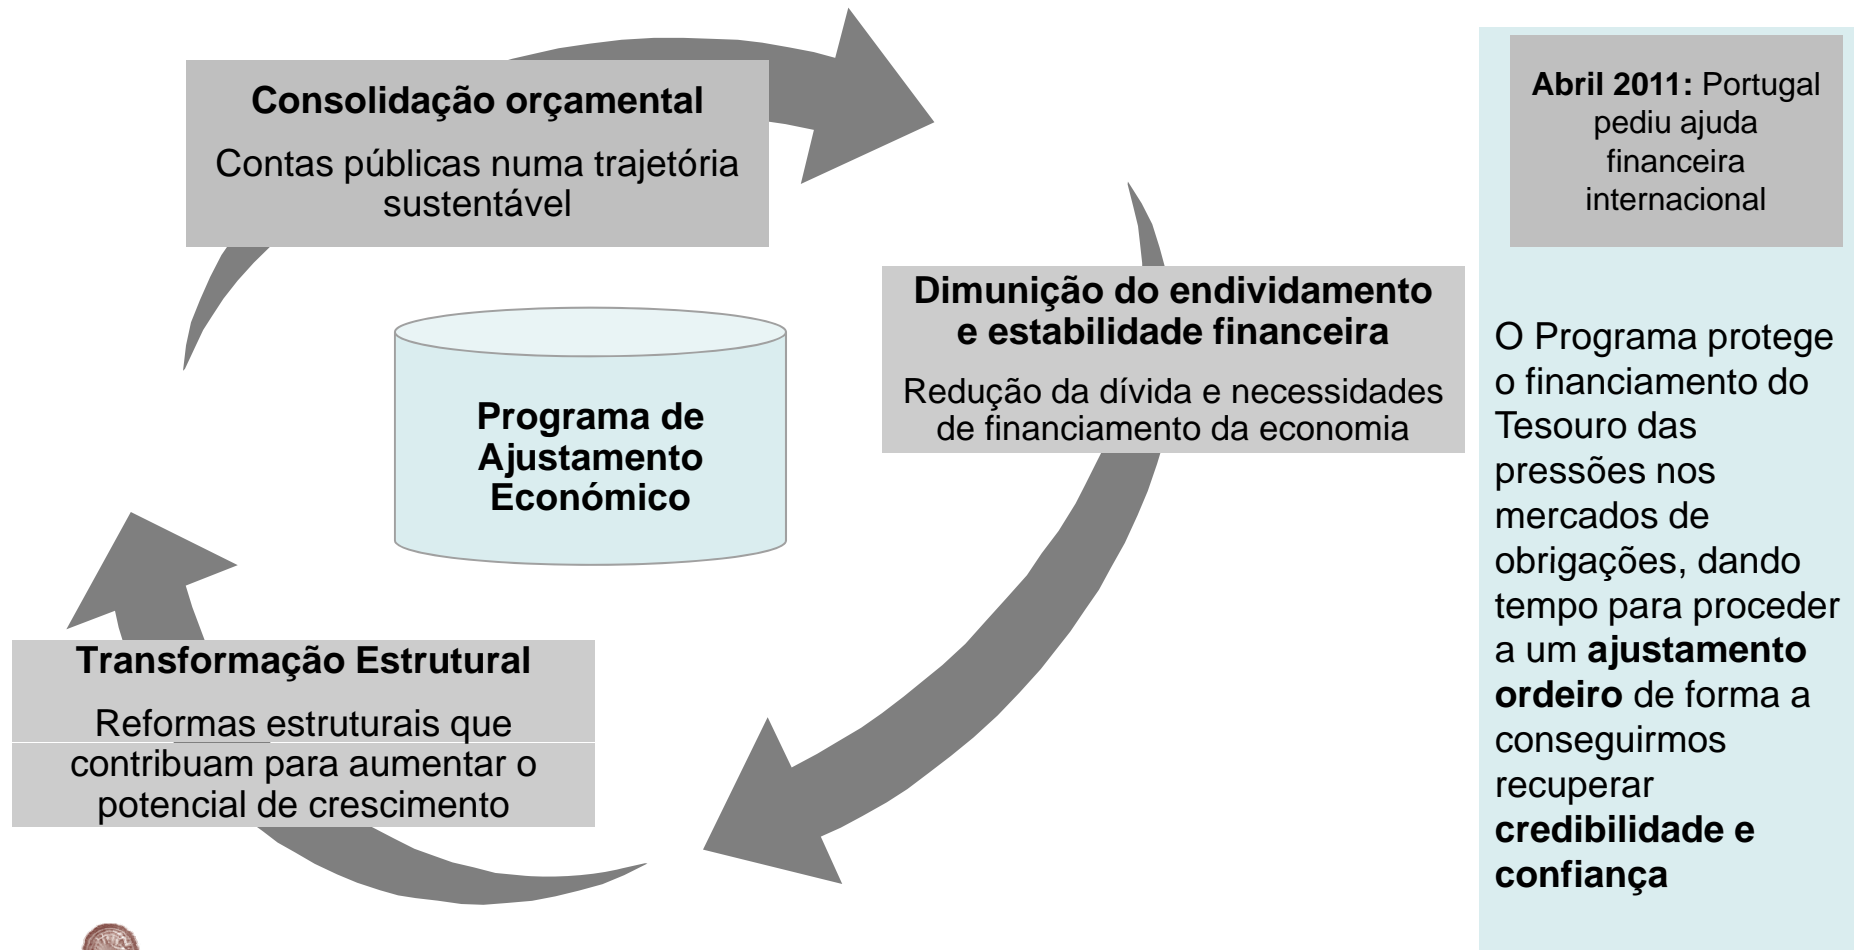 Consolidação orçamental
Contas públicas numa trajetória
sustentável
Dimunição do endividamento
e estabilidade financeira
Redução da dívida e necessidades
de financiamento da economia
Programa de
Ajustamento
Económico
Transformação Estrutural
Reformas estruturais que
contribuam para aumentar o
potencial de crescimento
Abril 2011: Portugal
pediu ajuda
financeira
internacional
O Programa protege
o financiamento do
Tesouro das
pressões nos
mercados de
obrigações, dando
tempo para proceder
a um ajustamento
ordeiro de forma a
conseguirmos
recuperar
credibilidade e
confiança